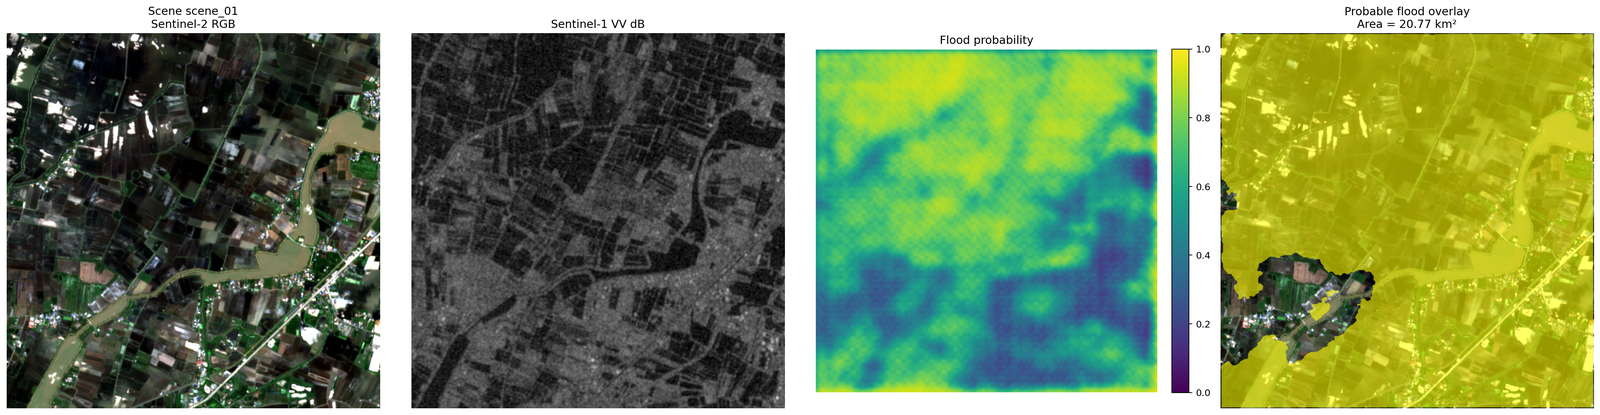 Scene scene_01
Sentinel-2 RGB
Sentinel-1 VV dB
Flood probability
1.0
0.8
0.6
0.4
0.2
0.0
Probable flood overlay
Area = 20.77 km²